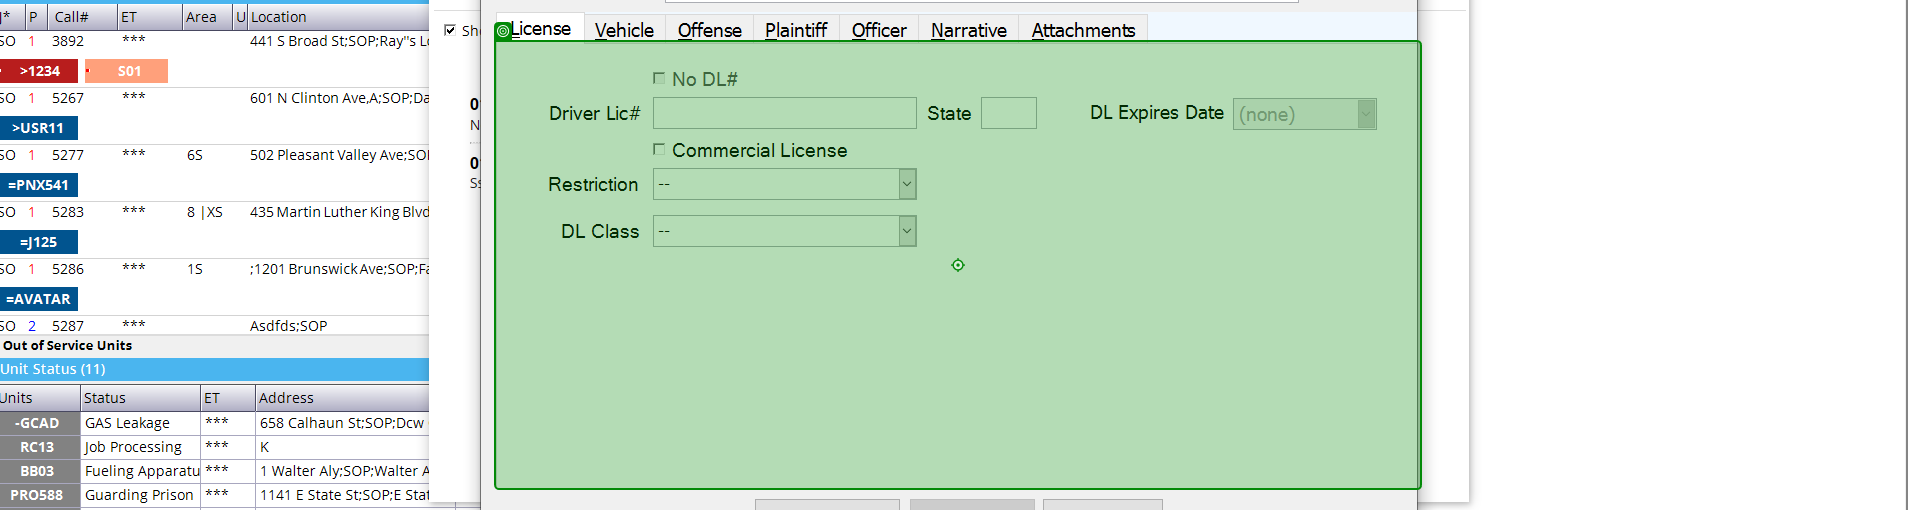 * P Call# ET Area U Location
SO 1 3892 *** 441 S Broad St;SOP;Ray"s Lo
>1234 S01
SO 1 5267 *** 601 N Clinton Ave,A;SOP;Da
>USR11
SO 1 5277 *** 6S 502 Pleasant Valley Ave;SO
=PNX541
SO 1 5283 *** 8 |XS 435 Martin Luther King Blvd
=J125
SO 1 5286 *** 1S ;1201 Brunswick Ave;SOP;Fa
=AVATAR
SO 2 5287 *** Asdfds;SOP
Out of Service Units
Unit Status (11)
Units Status ET Address
-GCAD GAS Leakage *** 658 Calhaun St;SOP;Dcw
RC13 Job Processing *** K
BB03 Fueling Apparatu *** 1 Walter Aly;SOP;Walter A
PRO588 Guarding Prison *** 1141 E State St;SOP;E Stat
Sh
0
N
0
Ss
License Vehicle Offense Plaintiff Officer Narrative Attachments
No DL#
Driver Lic# State DL Expires Date (none)
Commercial License
Restriction --
DL Class --